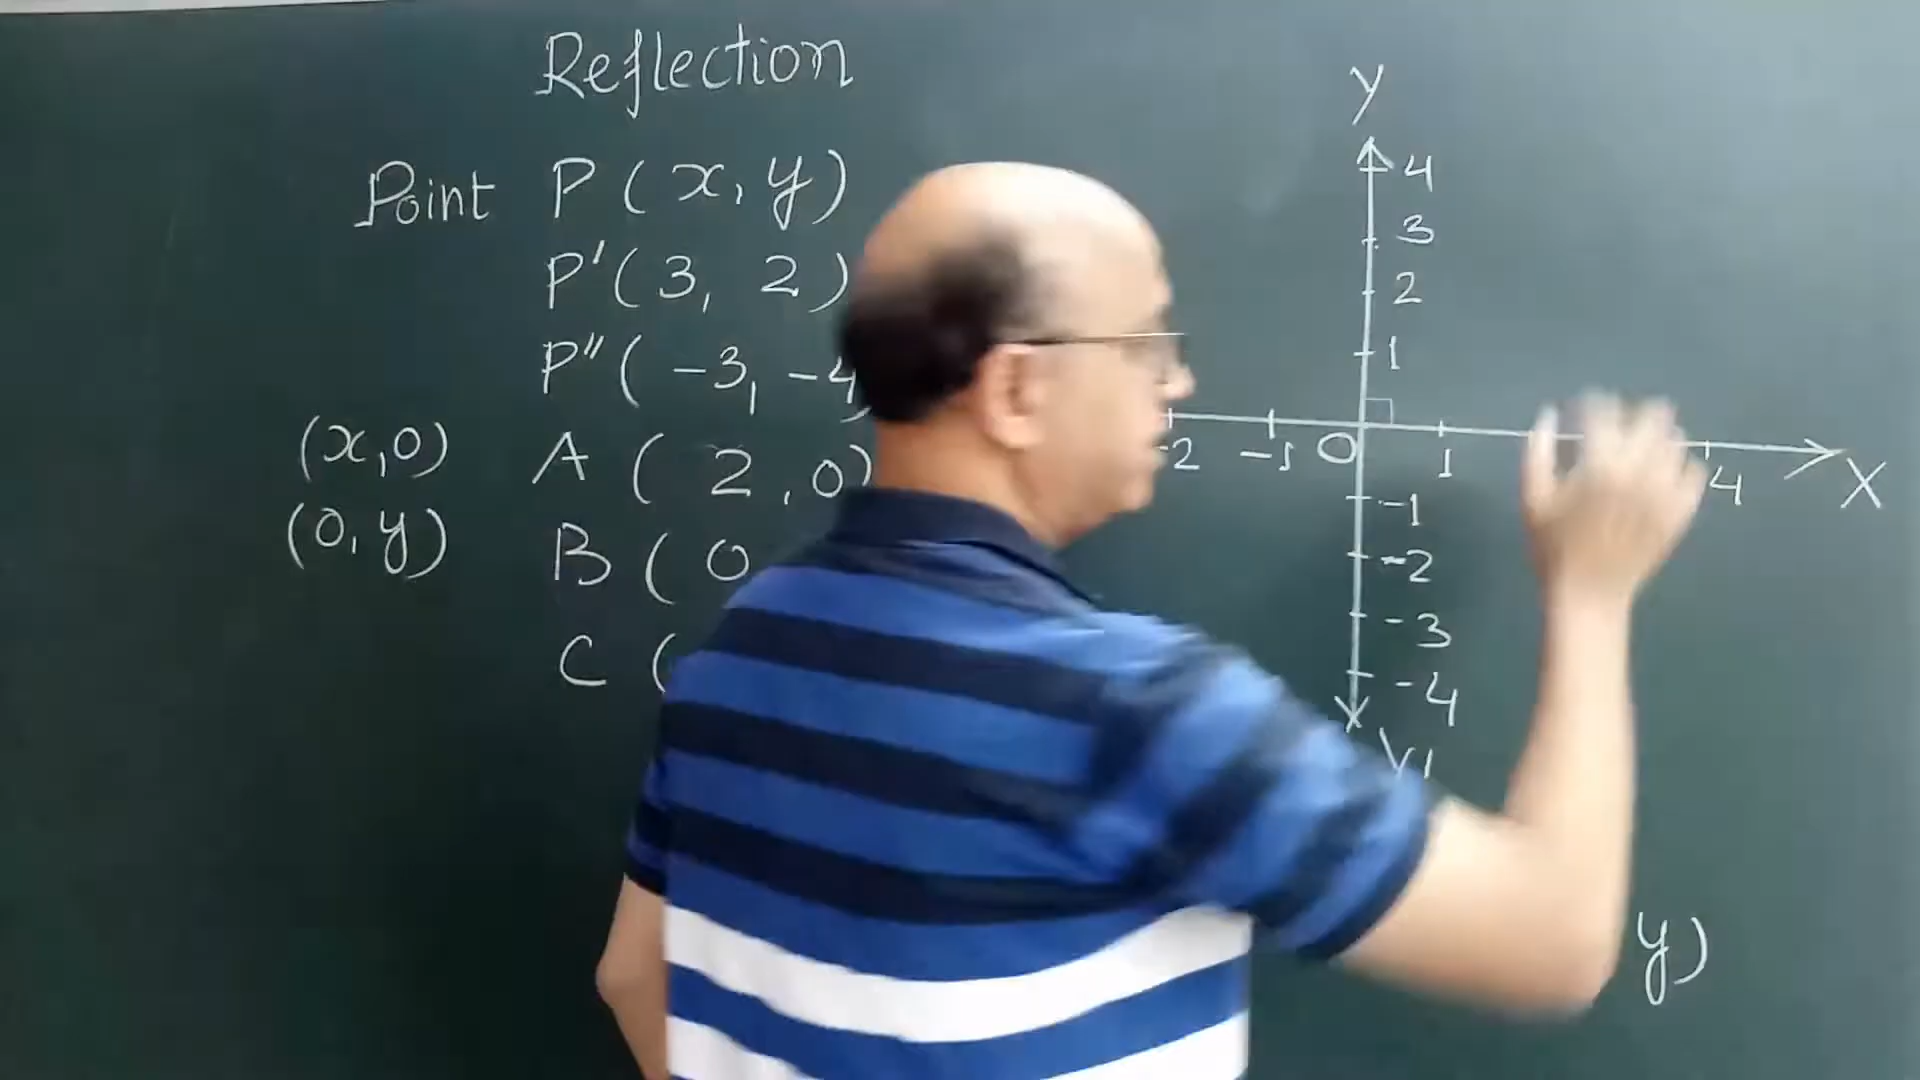 Reflection
Point P (x, y)
P' (3, 2)
P'' (-3, -4)
(x,0) A ( 2 ,0)
(0, y) B ( 0
C (
Y
4
3
2
1
-2 -1 O 1 4 X
-1
-2
-3
-4
y)